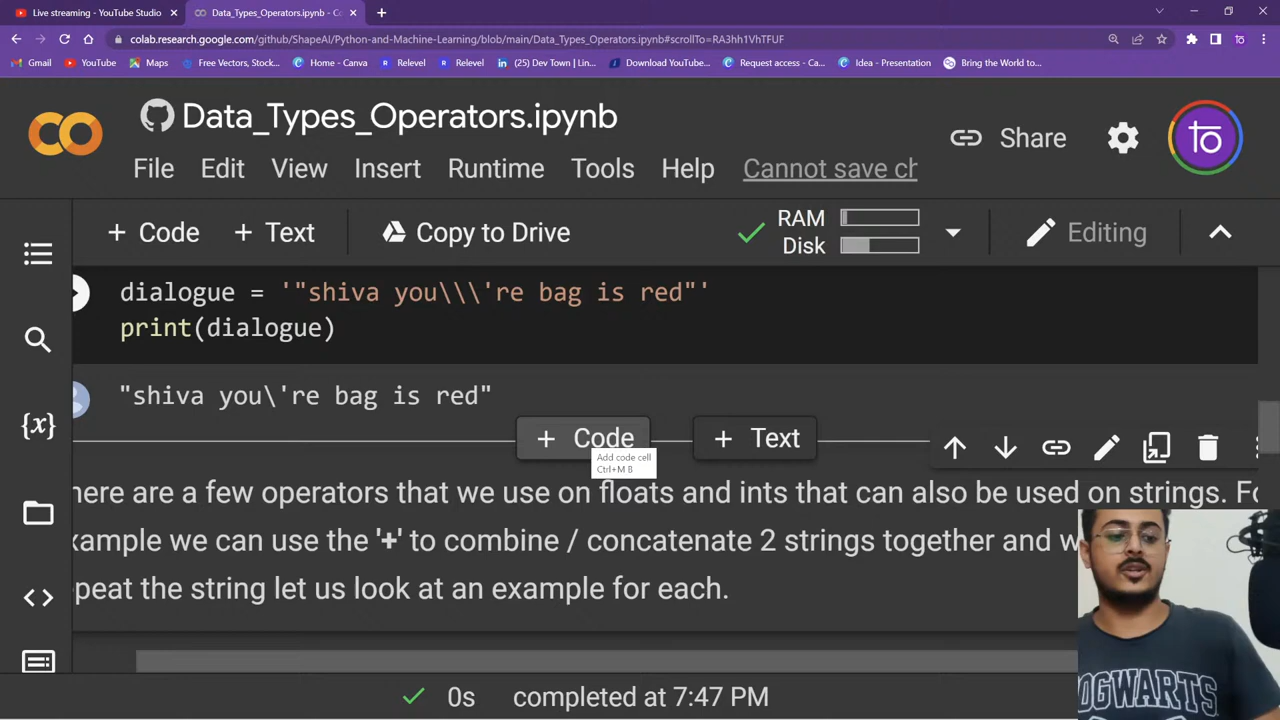 Live streaming - YouTube Studio
Data_Types_Operators.ipynb - Co
colab.research.google.com/github/ShapeAI/Python-and-Machine-Learning/blob/main/Data_Types_Operators.ipynb#scrollTo=RA3hh1VhTFUF
Gmail YouTube Maps Free Vectors, Stock... Home - Canva Relevel Relevel (25) Dev Town | Lin... Download YouTube... Request access - Ca... Idea - Presentation Bring the World to...
Data_Types_Operators.ipynb
Share
File Edit View Insert Runtime Tools Help Cannot save ch
+ Code + Text Copy to Drive RAM Disk Editing
dialogue = '"shiva you\\\'re bag is red"'
print(dialogue)
"shiva you\'re bag is red"
+ Code + Text
Add code cell
Ctrl+M B
here are a few operators that we use on floats and ints that can also be used on strings. Fo
xample we can use the '+' to combine / concatenate 2 strings together and w
peat the string let us look at an example for each.
0s completed at 7:47 PM
{x}
to
OGWARTS